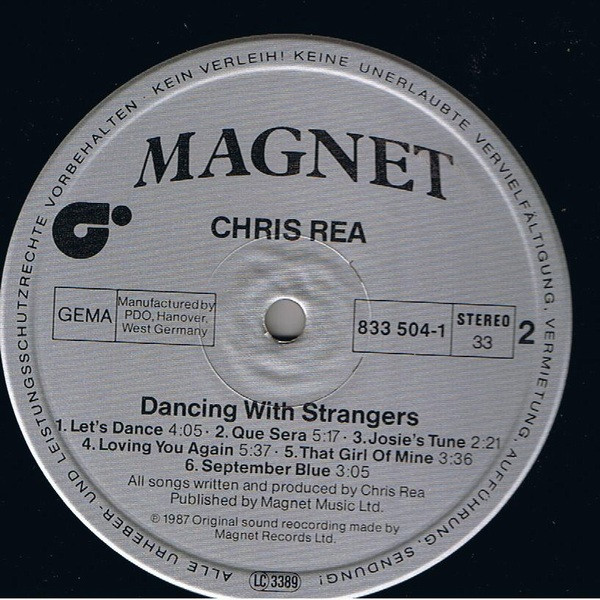 ALLE URHEBER- UND LEISTUNGSSCHUTZRECHTE VORBEHALTEN · KEIN VERLEIH! KEINE UNERLAUBTE VERVIELFÄLTIGUNG, VERMIETUNG, AUFFÜHRUNG, SENDUNG!
MAGNET
CHRIS REA
GEMA
Manufactured by
PDO, Hanover,
West Germany
833 504-1
STEREO
33
2
Dancing With Strangers
1. Let's Dance 4:05 · 2. Que Sera 5:17 · 3. Josie's Tune 2.21
4. Loving You Again 5:37 · 5. That Girl Of Mine 3:36
6. September Blue 3:05
All songs written and produced by Chris Rea
Published by Magnet Music Ltd.
℗ 1987 Original sound reocording made by
Magnet Records Ltd.
LC 3389